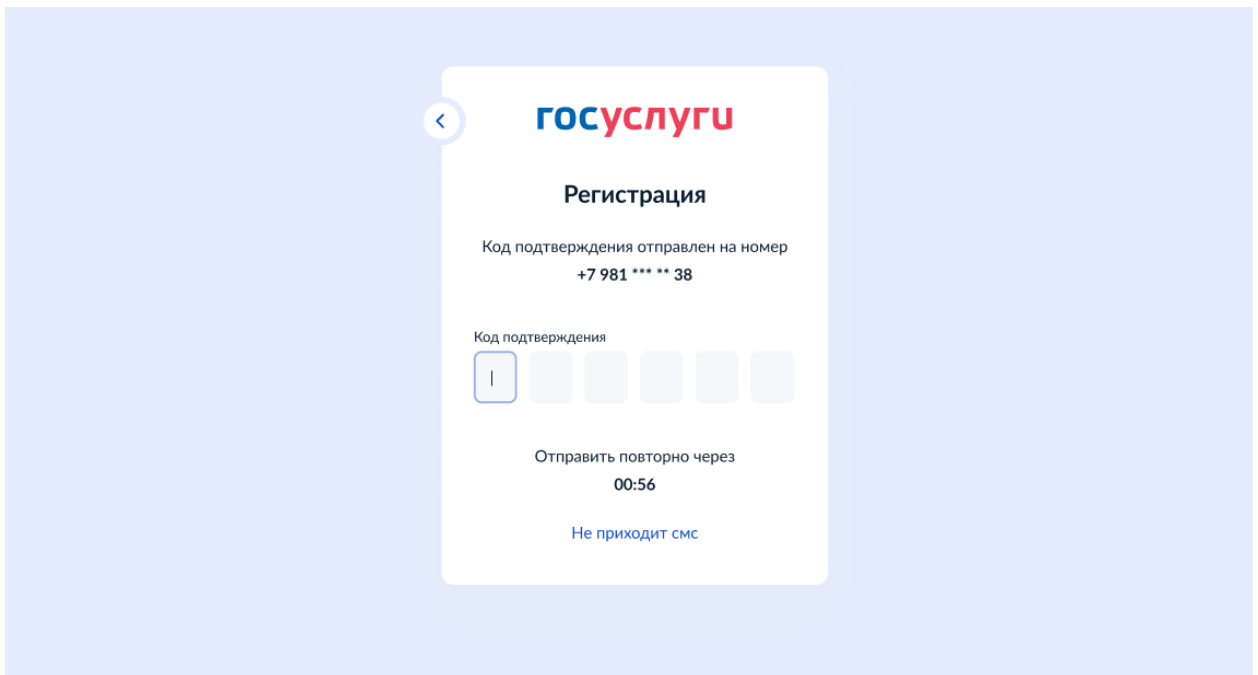 госуслуги
Регистрация
Код подтверждения отправлен на номер
+7 981 *** ** 38
Код подтверждения
Отправить повторно через
00:56
Не приходит смс